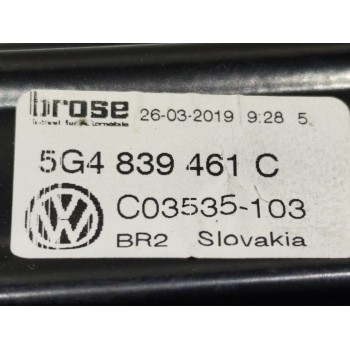 brose
26-03-2019 9:28 5
5G4 839 461 C
C03535-103
BR2 Slovakia